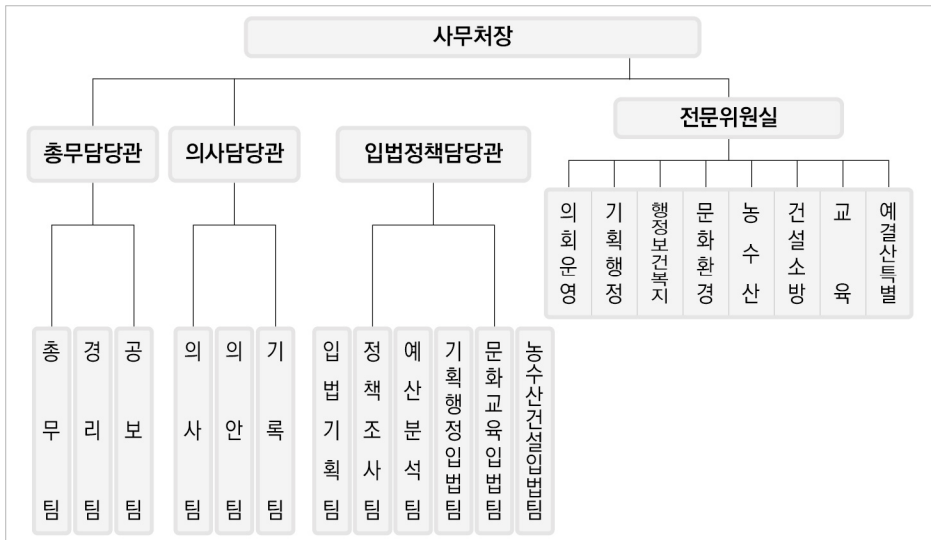 사무처장
전문위원실
총무담당관
의사담당관
입법정책담당관
의회운영
기획행정
행정보건복지
문화환경
농수산
건설소방
교육
예결산특별
총무팀
경리팀
공보팀
의사팀
의안팀
기록팀
입법기획팀
정책조사팀
예산분석팀
기획행정입법팀
문화교육입법팀
농수산건설입법팀